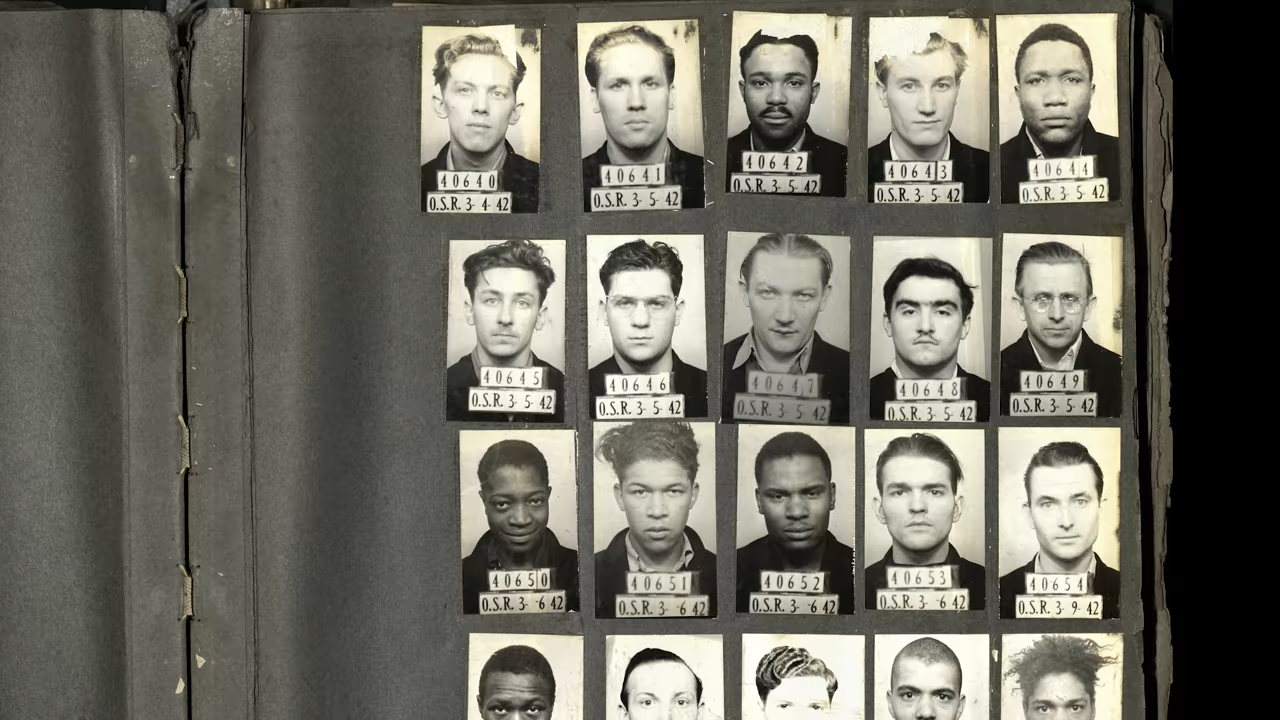 40640
O.S.R. 3-4-42
40641
O.S.R. 3-5-42
40642
O.S.R. 3-5-42
40643
O.S.R. 3-5-42
40644
O.S.R. 3-5-42
40645
O.S.R. 3-5-42
40646
O.S.R. 3-5-42
40647
O.S.R. 3-5-42
40648
O.S.R. 3-5-42
40649
O.S.R. 3-5-42
40650
O.S.R. 3-6-42
40651
O.S.R. 3-6-42
40652
O.S.R. 3-6-42
40653
O.S.R. 3-6-42
40654
O.S.R. 3-9-42